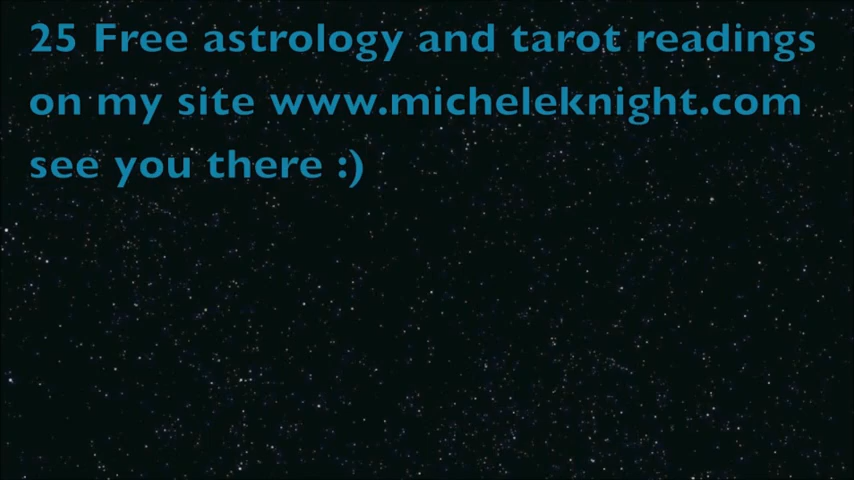 25 Free astrology and tarot readings
on my site www.micheleknight.com
see you there :)